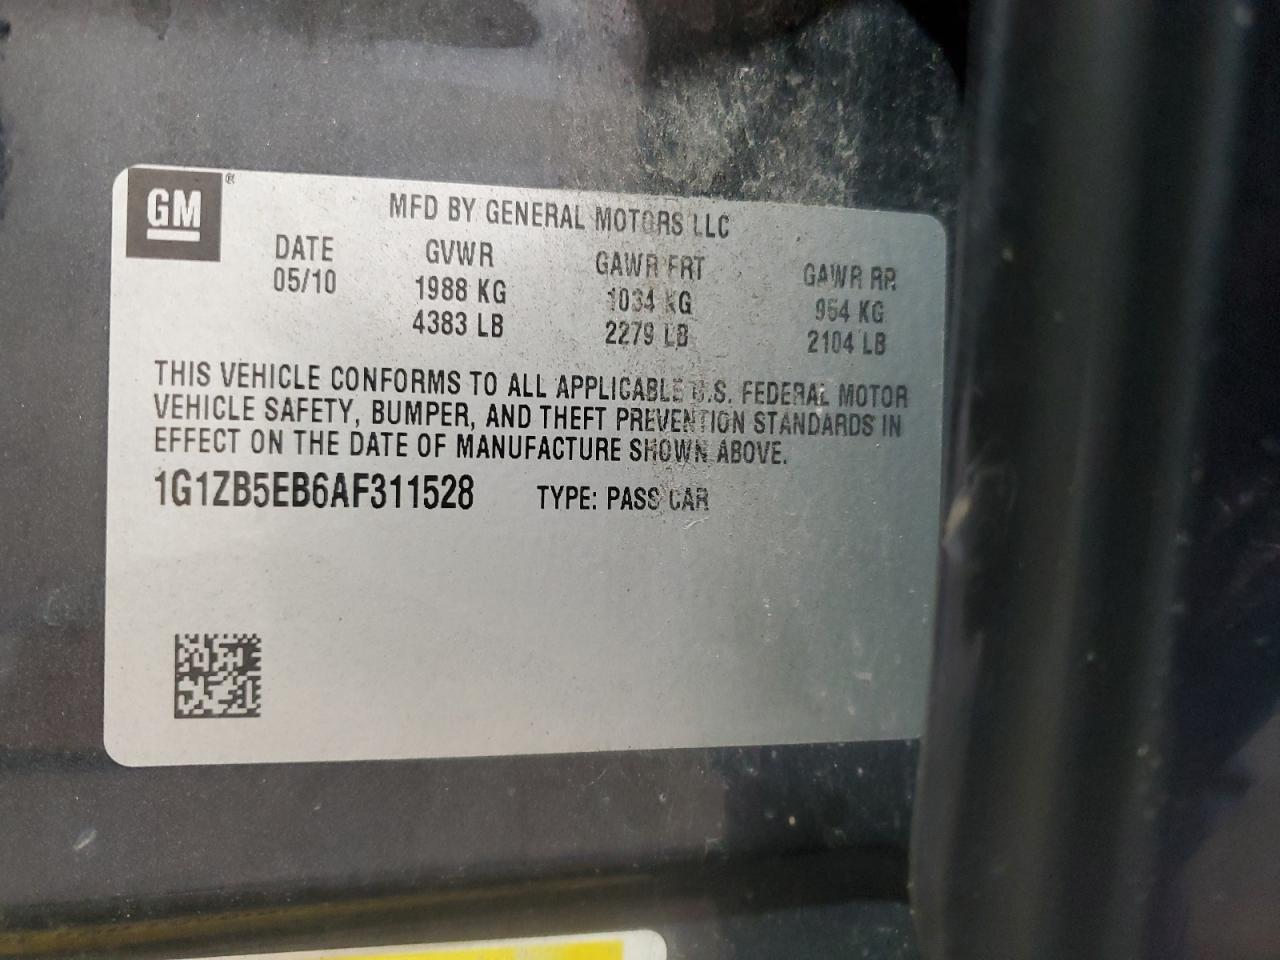 GM®
MFD BY GENERAL MOTORS LLC
DATE GVWR GAWR FRT GAWR RR
05/10 1988 KG 1034 KG 954 KG
4383 LB 2279 LB 2104 LB
THIS VEHICLE CONFORMS TO ALL APPLICABLE U.S. FEDERAL MOTOR
VEHICLE SAFETY, BUMPER, AND THEFT PREVENTION STANDARDS IN
EFFECT ON THE DATE OF MANUFACTURE SHOWN ABOVE.
1G1ZB5EB6AF311528 TYPE: PASS CAR